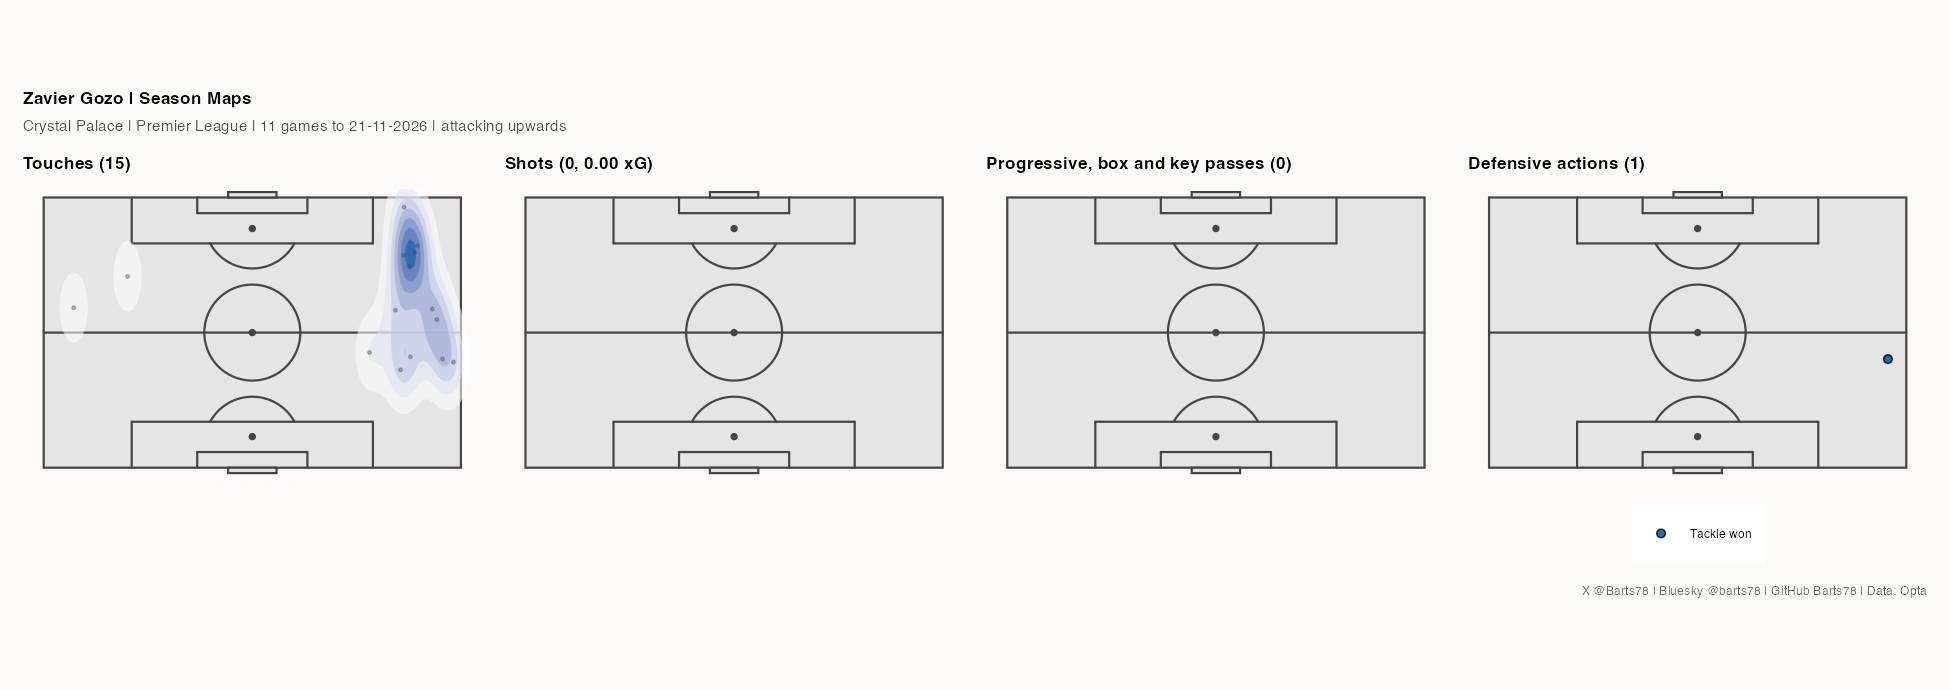 Zavier Gozo | Season Maps
Crystal Palace | Premier League | 11 games to 21-11-2026 | attacking upwards
Touches (15)
Shots (0, 0.00 xG)
Progressive, box and key passes (0)
Defensive actions (1)
Tackle won
X @Barts78 | Bluesky @barts78 | GitHub Barts78 | Data: Opta